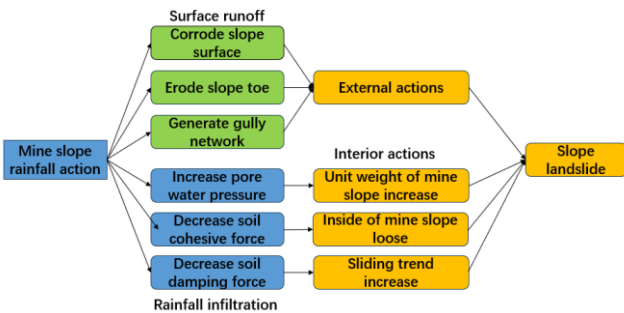 Surface runoff
Corrode slope
surface
Erode slope toe
External actions
Generate gully
network
Mine slope
rainfall action
Interior actions
Slope
landslide
Increase pore
water pressure
Unit weight of mine
slope increase
Decrease soil
cohesive force
Inside of mine slope
loose
Decrease soil
damping force
Sliding trend
increase
Rainfall infiltration